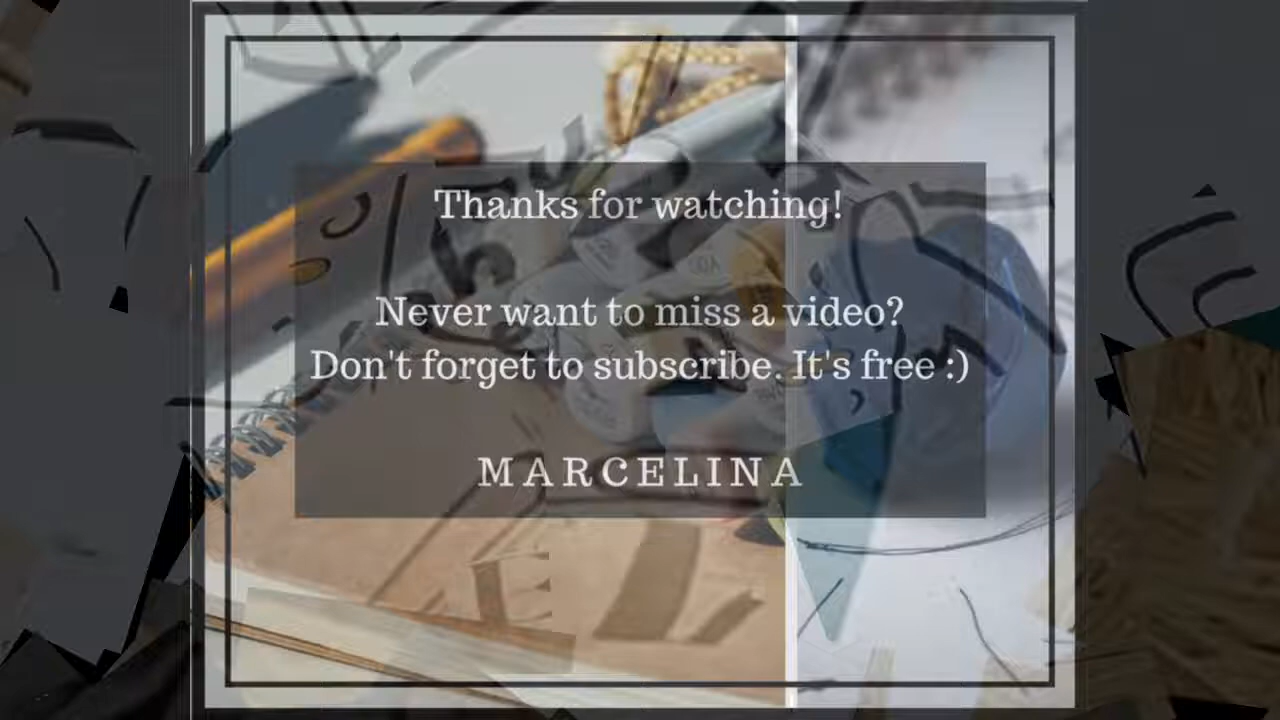 Thanks for watching!
Never want to miss a video?
Don't forget to subscribe. It's free :)
MARCELINA